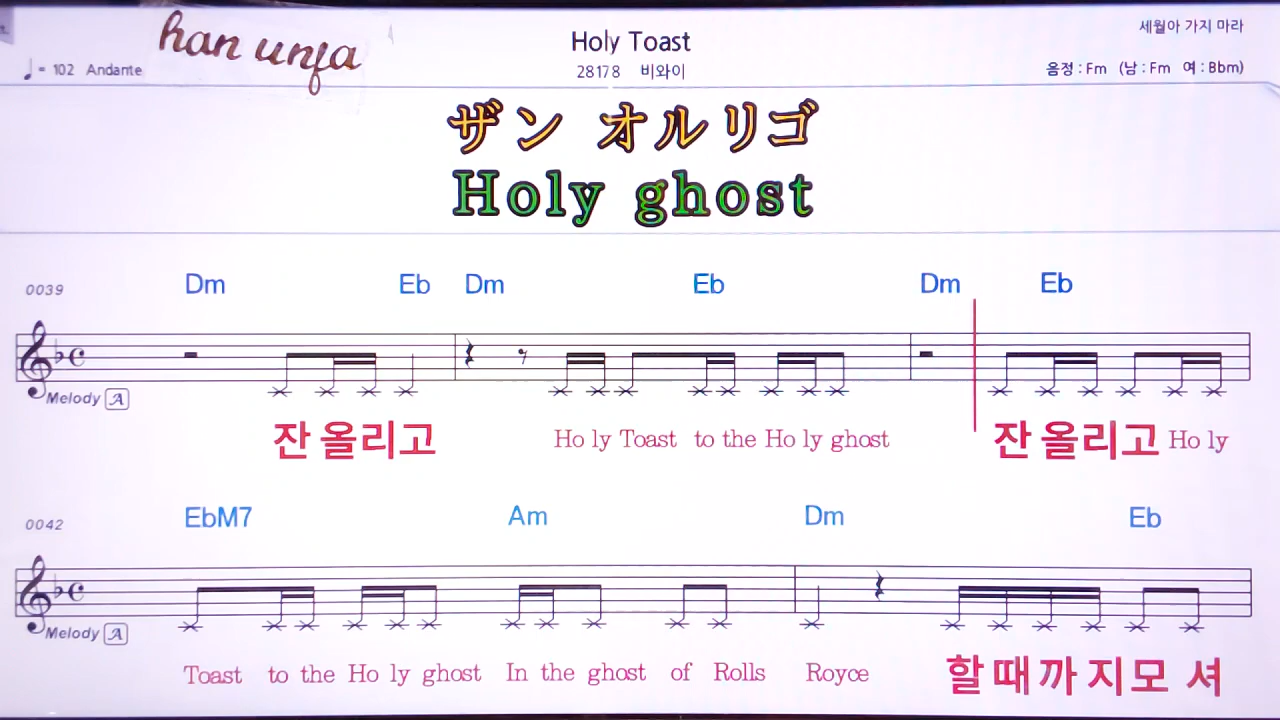 han unja
Holy Toast
세월아 가지 마라
= 102 Andante
28178 비와이
음정 : Fm (남 : Fm 여 : Bbm)
ザン オルリゴ
Holy ghost
0039
Dm Eb Dm Eb Dm Eb
Melody A
잔 올리고 Ho ly Toast to the Ho ly ghost 잔 올리고 Ho ly
0042
EbM7 Am Dm Eb
Melody A
Toast to the Ho ly ghost In the ghost of Rolls Royce 할 때 까 지 모 셔